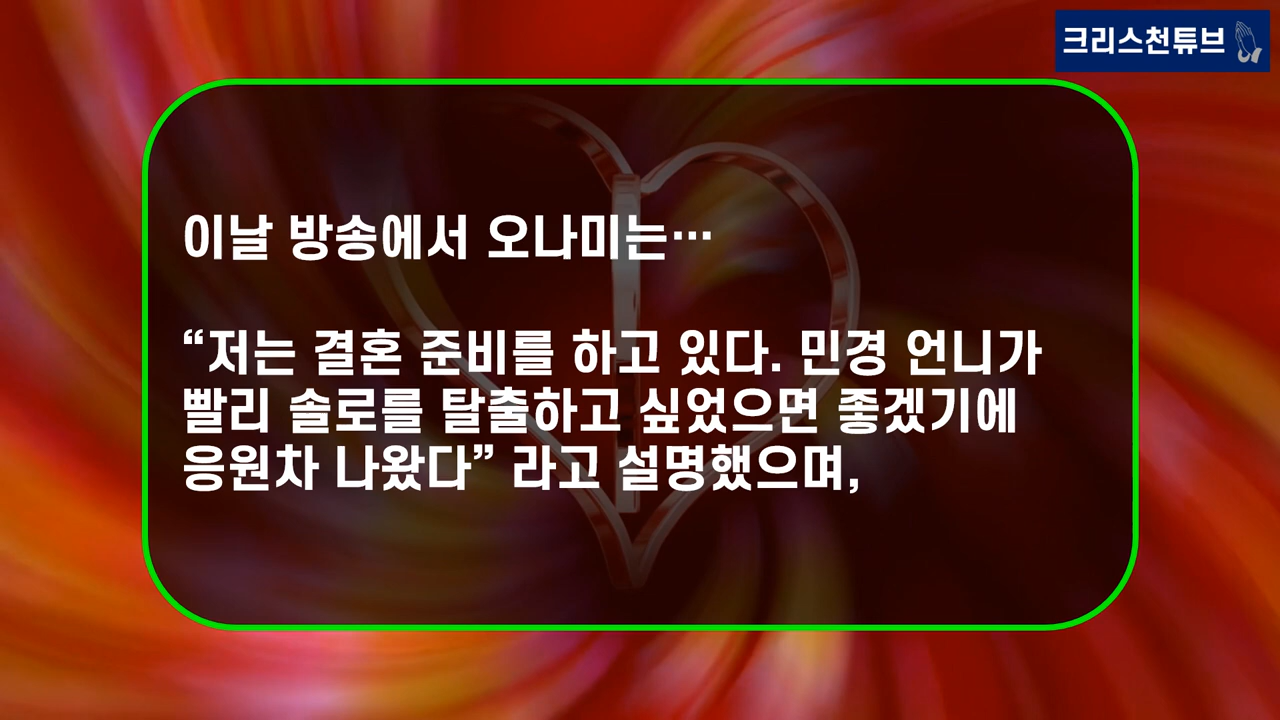 크리스천튜브
이날 방송에서 오나미는…
“저는 결혼 준비를 하고 있다. 민경 언니가
빨리 솔로를 탈출하고 싶었으면 좋겠기에
응원차 나왔다” 라고 설명했으며,